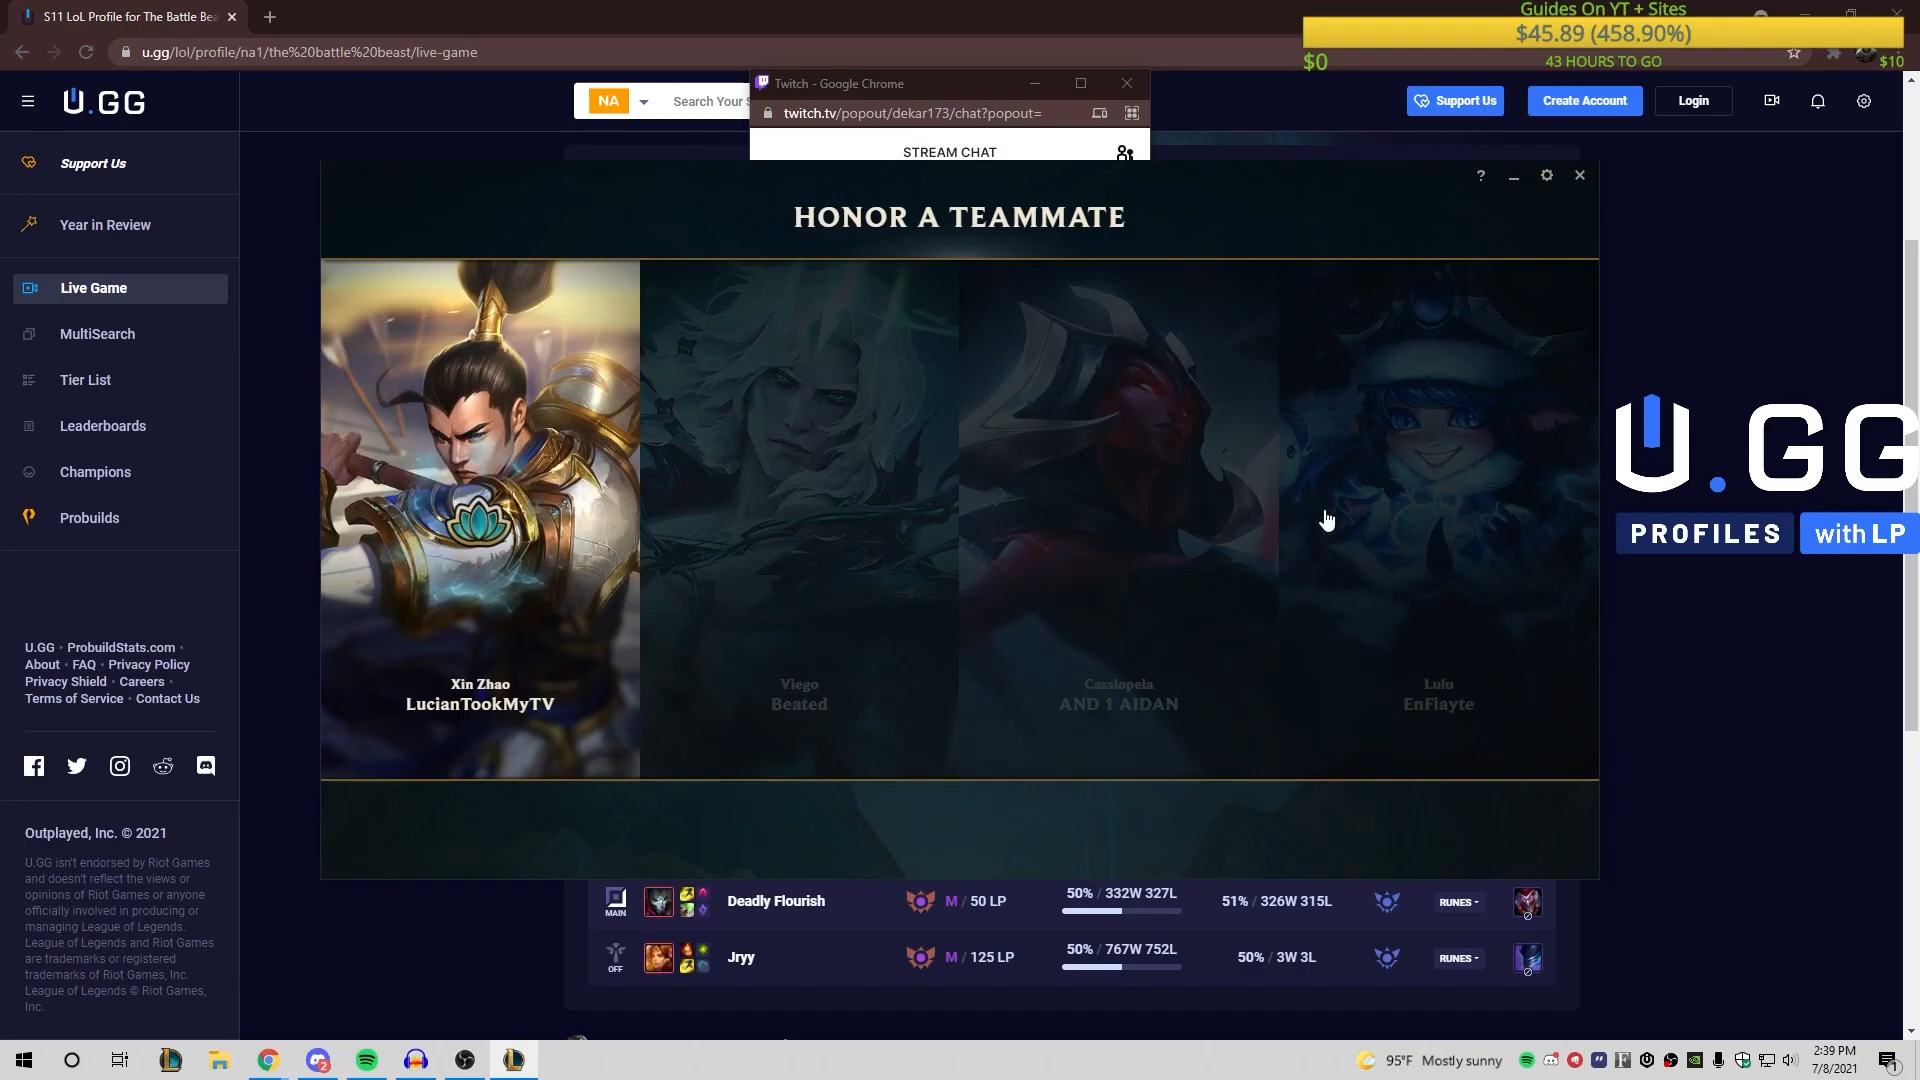 S11 LoL Profile for The Battle Bea
u.gg/lol/profile/na1/the%20battle%20beast/live-game
Guides On YT + Sites
$45.89 (458.90%)
$0
43 HOURS TO GO
$10
U.GG
NA
Search Your S
Twitch - Google Chrome
twitch.tv/popout/dekar173/chat?popout=
STREAM CHAT
Support Us
Create Account
Login
Support Us
Year in Review
Live Game
MultiSearch
Tier List
Leaderboards
Champions
Probuilds
HONOR A TEAMMATE
?
Xin Zhao
LucianTookMyTV
Viego
Beated
Cassiopeia
AND 1 AIDAN
Lulu
EnFlayte
U.GG
PROFILES
with LP
U.GG • ProbuildStats.com •
About • FAQ • Privacy Policy
Privacy Shield • Careers •
Terms of Service • Contact Us
Outplayed, Inc. © 2021
U.GG isn't endorsed by Riot Games
and doesn't reflect the views or
opinions of Riot Games or anyone
officially involved in producing or
managing League of Legends.
League of Legends and Riot Games
are trademarks or registered
trademarks of Riot Games, Inc.
League of Legends © Riot Games,
Inc.
MAIN
Deadly Flourish
M / 50 LP
50% / 332W 327L
51% / 326W 315L
RUNES
OFF
Jryy
M / 125 LP
50% / 767W 752L
50% / 3W 3L
RUNES
2
95°F Mostly sunny
2:39 PM
7/8/2021
1